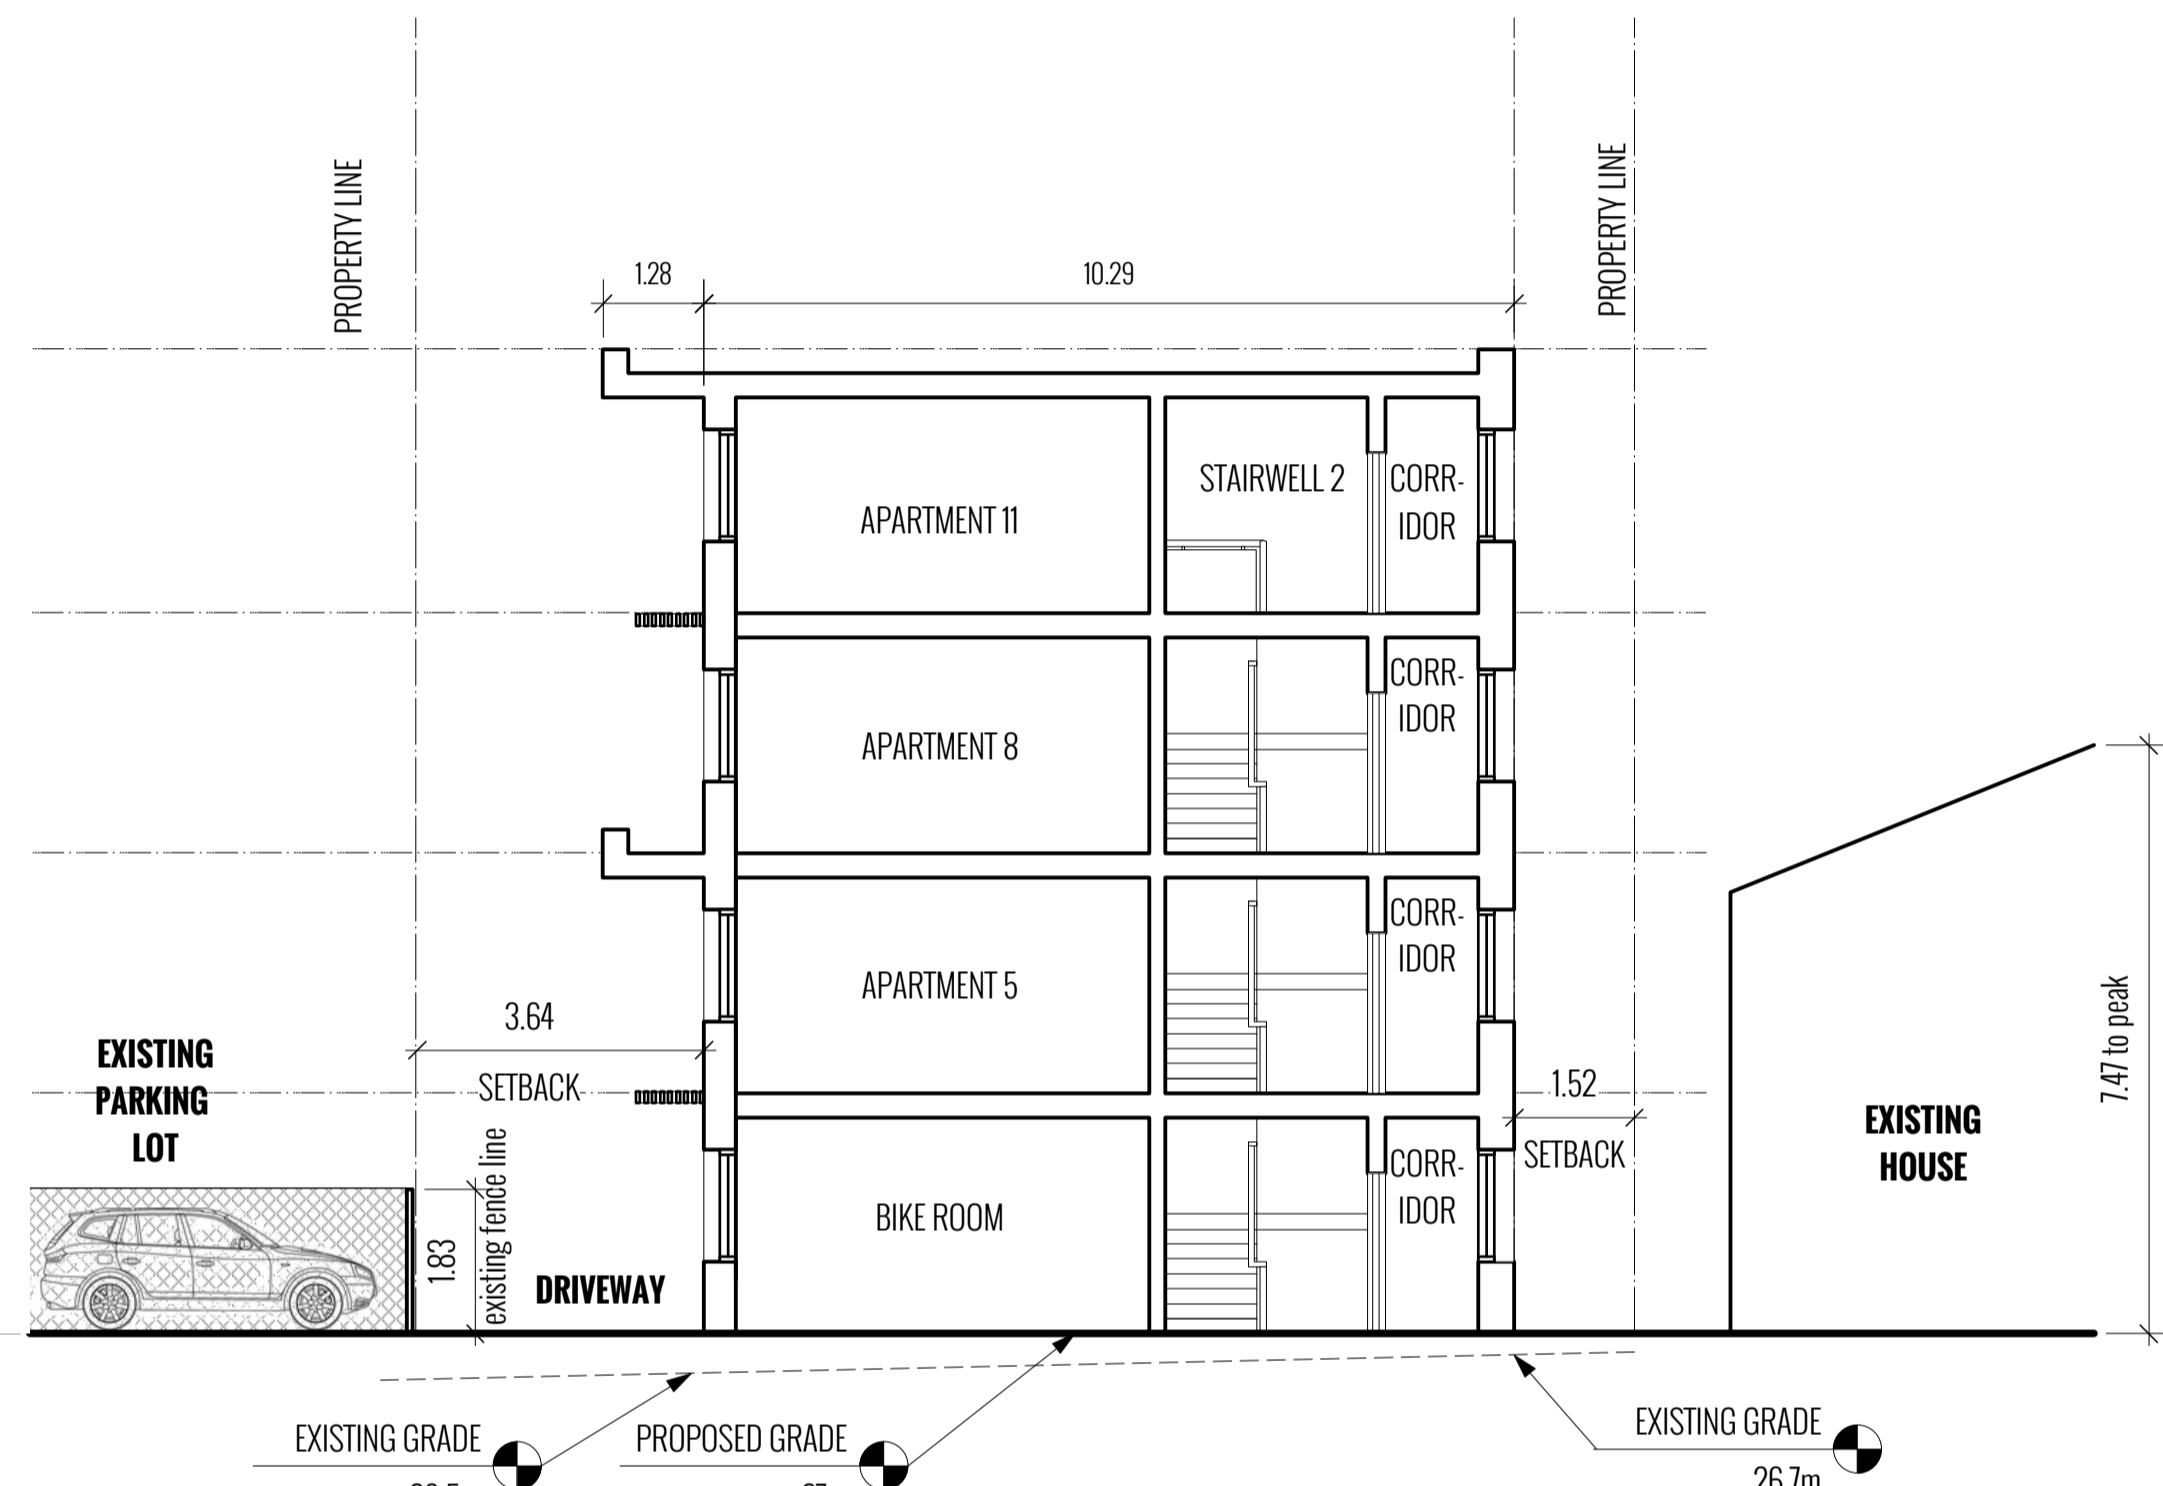 PROPERTY LINE
PROPERTY LINE
1.28
10.29
STAIRWELL 2
CORR-
IDOR
APARTMENT 11
CORR-
IDOR
APARTMENT 8
CORR-
IDOR
APARTMENT 5
3.64
SETBACK
EXISTING
PARKING
LOT
1.52
SETBACK
7.47 to peak
EXISTING
HOUSE
CORR-
IDOR
BIKE ROOM
1.83
existing fence line
DRIVEWAY
EXISTING GRADE
PROPOSED GRADE
EXISTING GRADE
26.7m